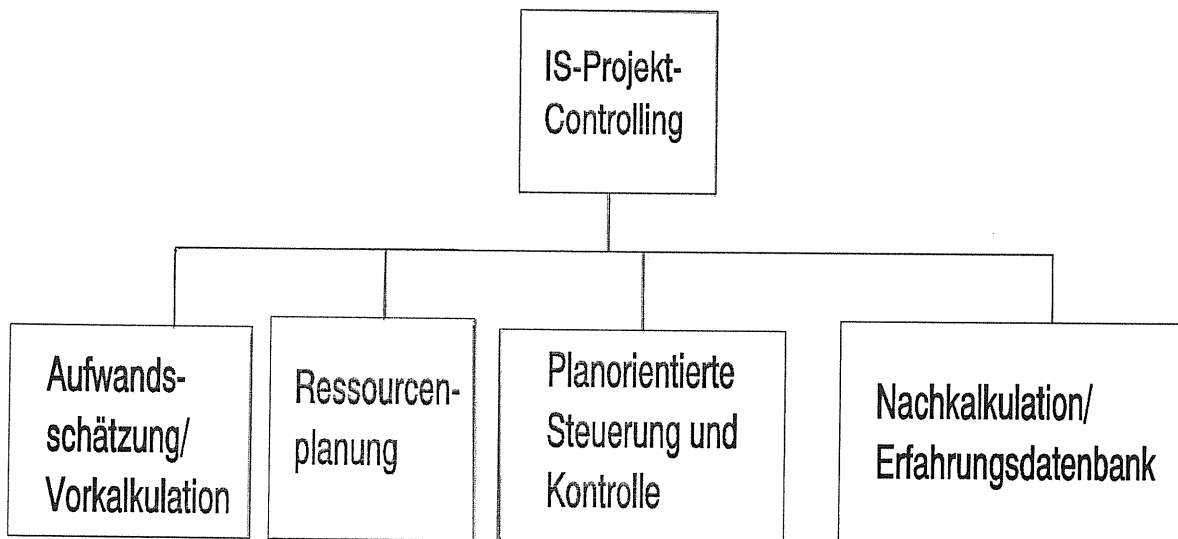 IS-Projekt-
Controlling
Aufwands-
schätzung/
Vorkalkulation
Ressourcen-
planung
Planorientierte
Steuerung und
Kontrolle
Nachkalkulation/
Erfahrungsdatenbank